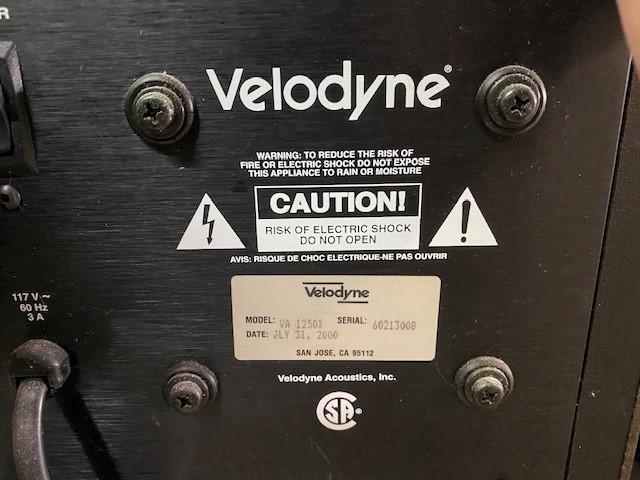 R
Velodyne®
WARNING: TO REDUCE THE RISK OF
FIRE OR ELECTRIC SHOCK DO NOT EXPOSE
THIS APPLIANCE TO RAIN OR MOISTURE
CAUTION!
RISK OF ELECTRIC SHOCK
DO NOT OPEN
AVIS: RISQUE DE CHOC ELECTRIQUE-NE PAS OUVRIR
117 V ~
60 Hz
3 A
Velodyne
MODEL: VA 1250X SERIAL: 60213008
DATE: JLY 31, 2000
SAN JOSE, CA 95112
Velodyne Acoustics, Inc.
SA®